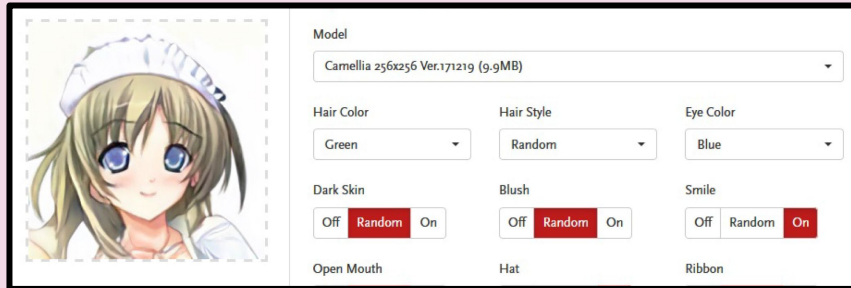 Model
Camellia 256x256 Ver.171219 (9.9MB)
Hair Color Hair Style Eye Color
Green Random Blue
Dark Skin Blush Smile
Off Random On Off Random On Off Random On
Open Mouth Hat Ribbon